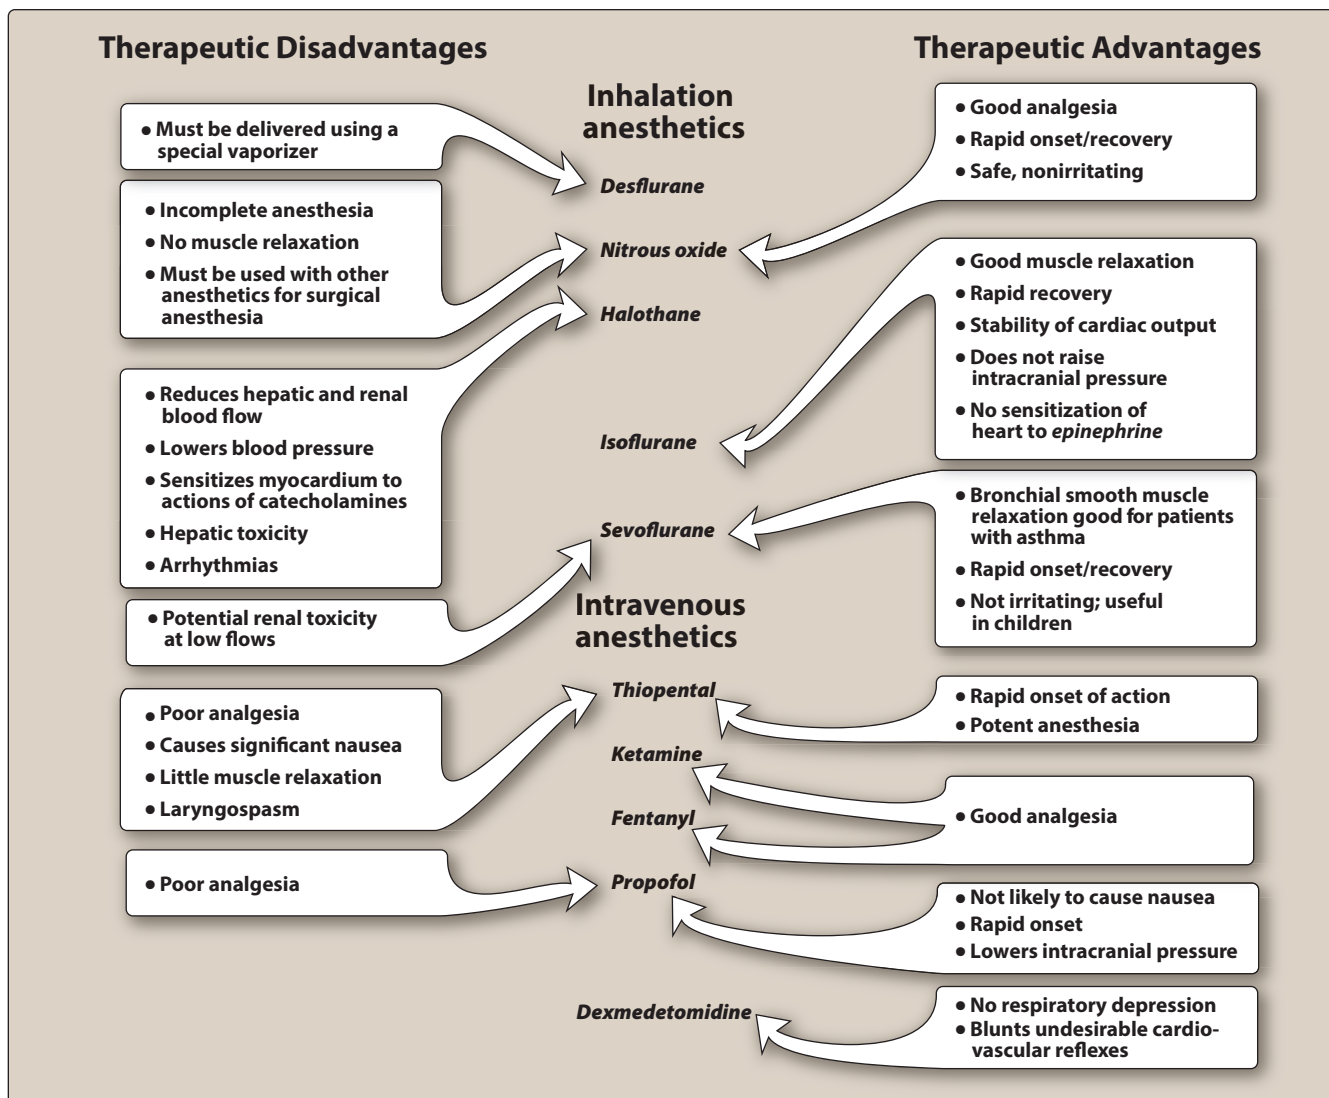 Therapeutic Disadvantages
Therapeutic Advantages
Inhalation
anesthetics
• Must be delivered using a
special vaporizer
Desflurane
• Good analgesia
• Rapid onset/recovery
• Safe, nonirritating
• Incomplete anesthesia
• No muscle relaxation
• Must be used with other
anesthetics for surgical
anesthesia
Nitrous oxide
Halothane
• Good muscle relaxation
• Rapid recovery
• Stability of cardiac output
• Does not raise
intracranial pressure
• No sensitization of
heart to epinephrine
• Reduces hepatic and renal
blood flow
• Lowers blood pressure
• Sensitizes myocardium to
actions of catecholamines
• Hepatic toxicity
• Arrhythmias
Isoflurane
Sevoflurane
• Bronchial smooth muscle
relaxation good for patients
with asthma
• Rapid onset/recovery
• Not irritating; useful
in children
• Potential renal toxicity
at low flows
Intravenous
anesthetics
• Poor analgesia
• Causes significant nausea
• Little muscle relaxation
• Laryngospasm
Thiopental
• Rapid onset of action
• Potent anesthesia
Ketamine
Fentanyl
• Good analgesia
• Poor analgesia
Propofol
• Not likely to cause nausea
• Rapid onset
• Lowers intracranial pressure
Dexmedetomidine
• No respiratory depression
• Blunts undesirable cardio-
vascular reflexes